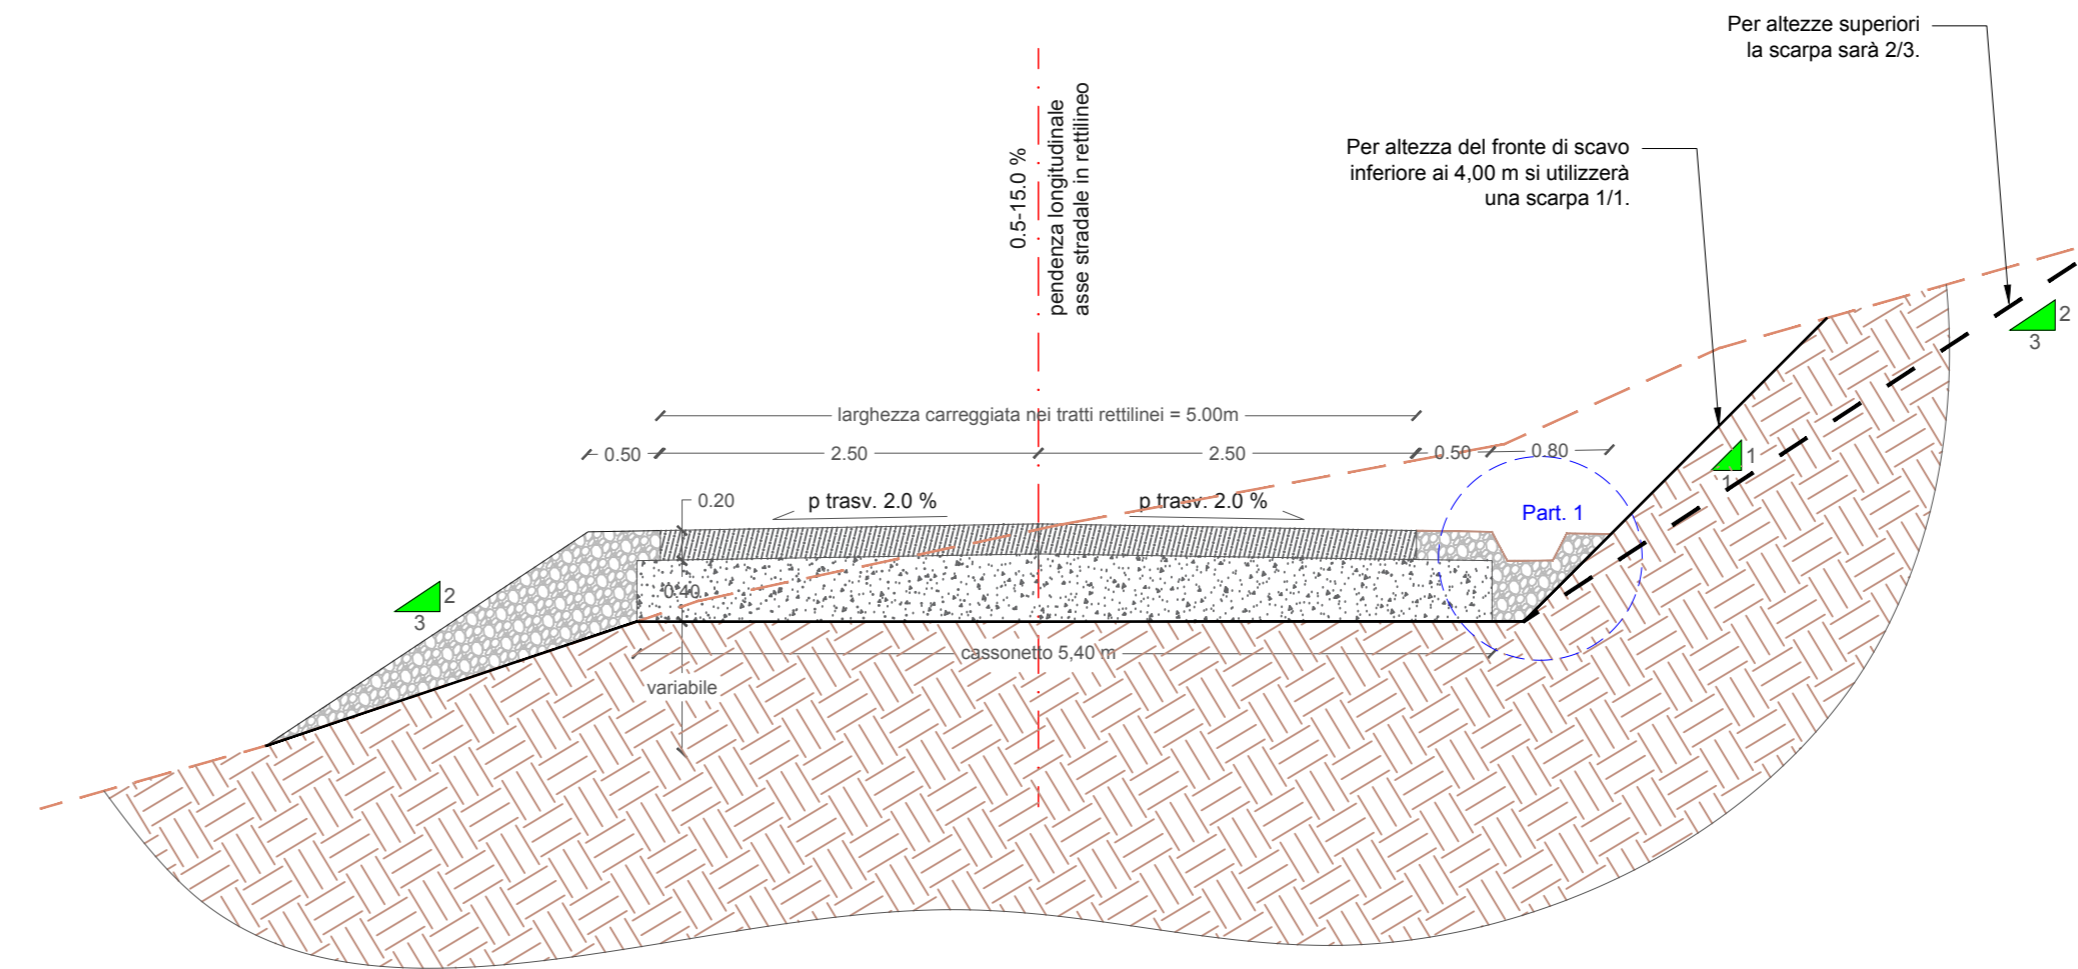 Per altezze superiori
la scarpa sarà 2/3.
0.5-15.0 %
pendenza longitudinale
asse stradale in rettilineo
Per altezza del fronte di scavo
inferiore ai 4,00 m si utilizzerà
una scarpa 1/1.
2
3
larghezza carreggiata nei tratti rettilinei = 5.00m
0.50
2.50
2.50
0.50
0.80
1
1
0.20
p trasv. 2.0 %
p trasv. 2.0 %
Part. 1
2
3
0.40
cassonetto 5,40 m
variabile